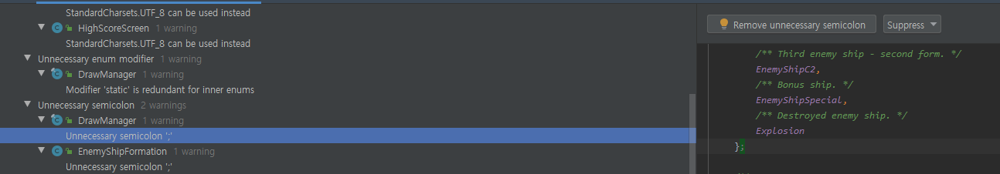 StandardCharsets.UTF_8 can be used instead
HighScoreScreen 1 warning
StandardCharsets.UTF_8 can be used instead
Unnecessary enum modifier 1 warning
DrawManager 1 warning
Modifier 'static' is redundant for inner enums
Unnecessary semicolon 2 warnings
DrawManager 1 warning
Unnecessary semicolon ';'
EnemyShipFormation 1 warning
Unnecessary semicolon ';'
Remove unnecessary semicolon Suppress
/** Third enemy ship - second form. */
EnemyShipC2,
/** Bonus ship. */
EnemyShipSpecial,
/** Destroyed enemy ship. */
Explosion
};